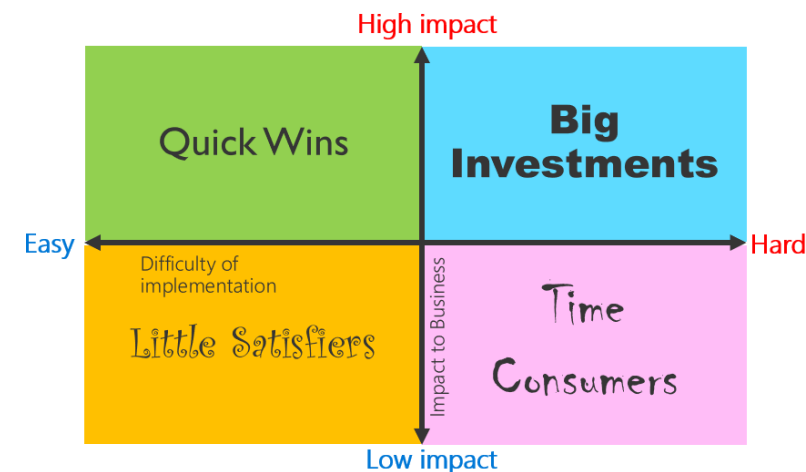 High impact
Quick Wins
Big
Investments
Easy
Hard
Difficulty of
implementation
Little Satisfiers
Impact to Business
Time
Consumers
Low impact